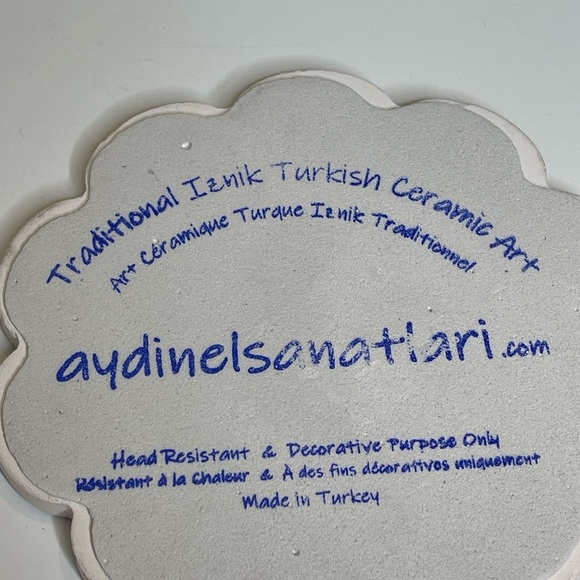 Traditional Iznik Turkish Ceramic Art
Art Céramique Turque Iznik Traditionnel
aydinelsanatlari.com
Head Resistant & Decorative Purpose Only
Résistant à la Chaleur & À des fins décoratives uniquement
Made in Turkey